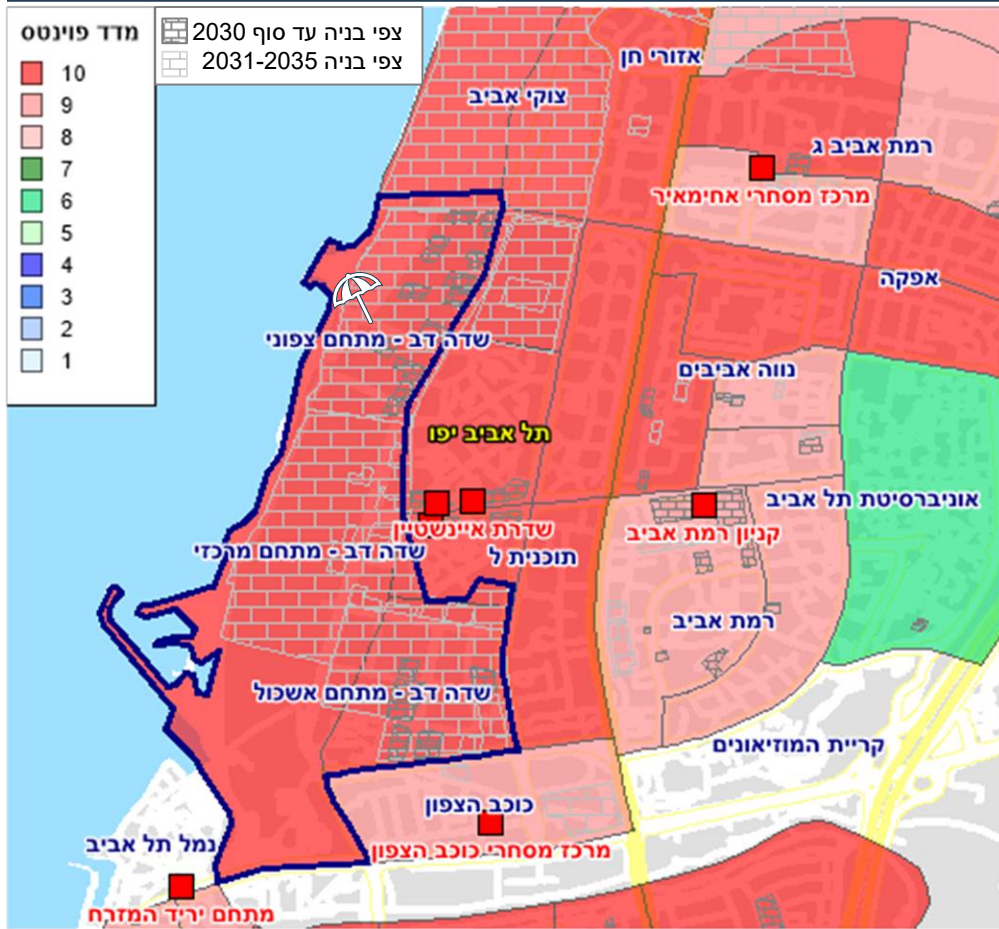 מדד פוינטס
10
9
8
7
6
5
4
3
2
1
צפי בניה עד סוף 2030
צפי בניה 2031-2035
אזורי חן
צוקי אביב
רמת אביב ג
מרכז מסחרי אחימאיר
אפקה
שדה דב - מתחם צפוני
נווה אביבים
תל אביב יפו
אוניברסיטת תל אביב
שדרת איינשטיין
קניון רמת אביב
שדה דב - מתחם מרכזי
תוכנית ל
רמת אביב
שדה דב - מתחם אשכול
קריית המוזיאונים
כוכב הצפון
נמל תל אביב
מרכז מסחרי כוכב הצפון
מתחם יריד המזרח